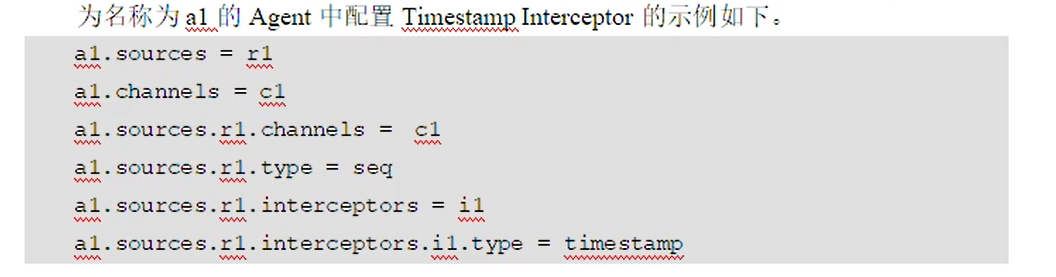 为名称为 a1 的 Agent 中配置 Timestamp Interceptor 的示例如下。
a1.sources = r1
a1.channels = c1
a1.sources.r1.channels =  c1
a1.sources.r1.type = seq
a1.sources.r1.interceptors = i1
a1.sources.r1.interceptors.i1.type = timestamp